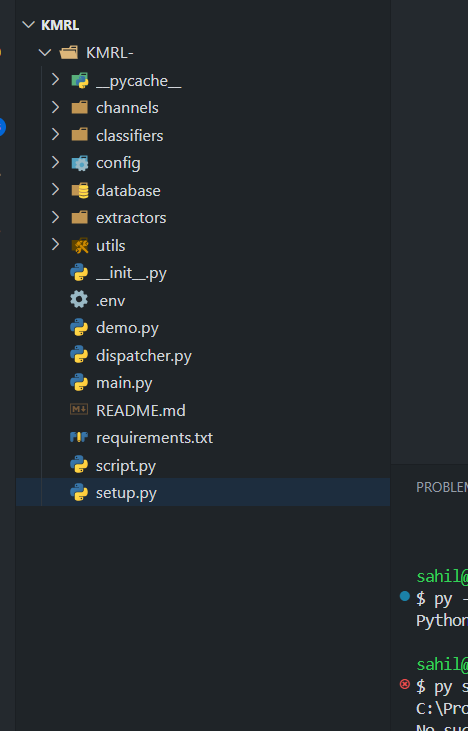 KMRL
KMRL-
__pycache__
channels
classifiers
config
database
extractors
utils
__init__.py
.env
demo.py
dispatcher.py
main.py
README.md
requirements.txt
script.py
setup.py
PROBLEM
sahil@
$ py -
Python
sahil@
$ py s
C:\Pro
No suc